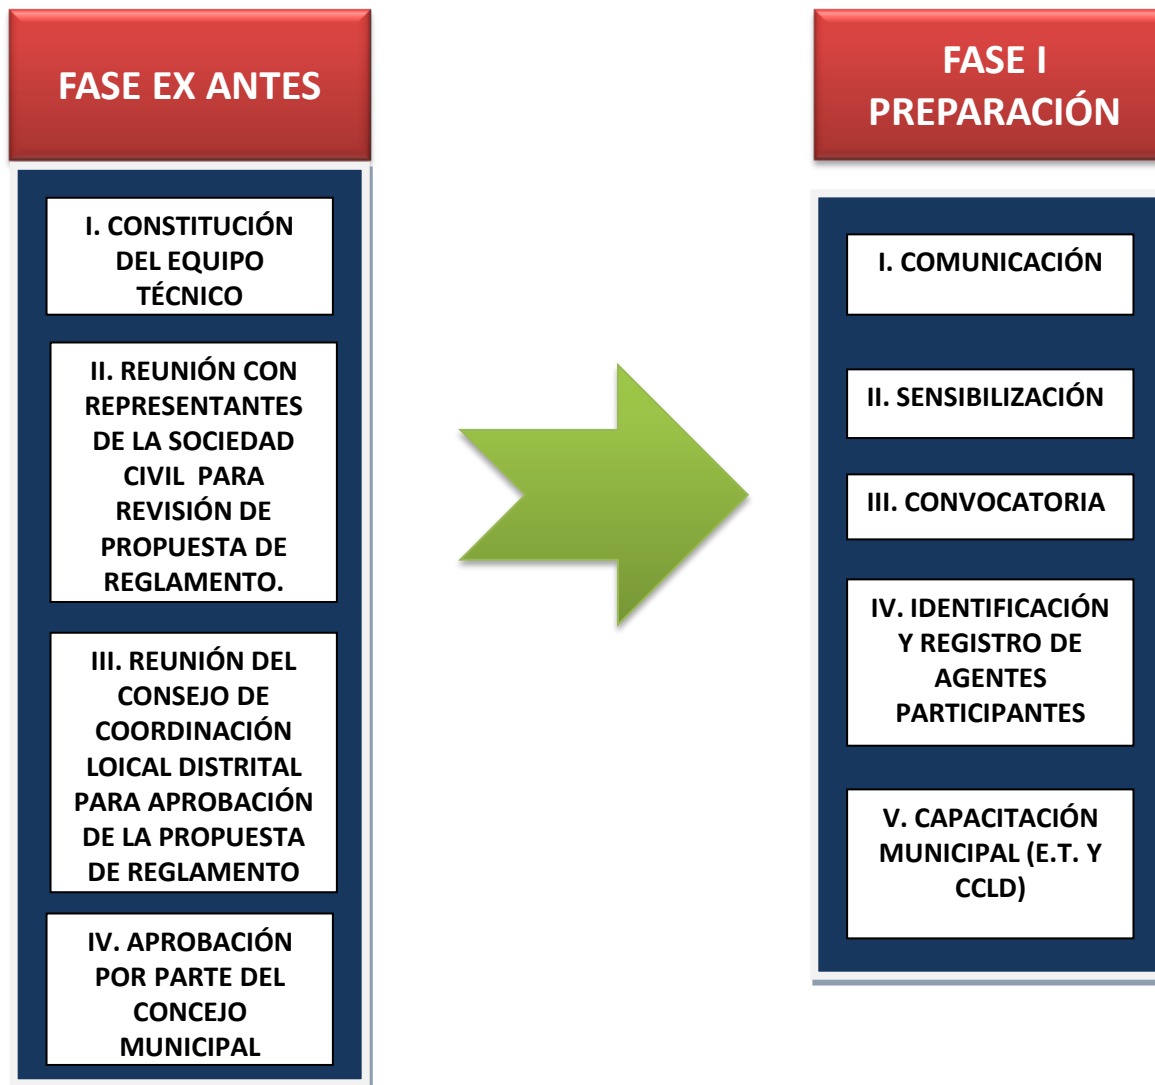 FASE EX ANTES
I. CONSTITUCIÓN
DEL EQUIPO
TÉCNICO
II. REUNIÓN CON
REPRESENTANTES
DE LA SOCIEDAD
CIVIL PARA
REVISIÓN DE
PROPUESTA DE
REGLAMENTO.
III. REUNIÓN DEL
CONSEJO DE
COORDINACIÓN
LOICAL DISTRITAL
PARA APROBACIÓN
DE LA PROPUESTA
DE REGLAMENTO
IV. APROBACIÓN
POR PARTE DEL
CONCEJO
MUNICIPAL
FASE I
PREPARACIÓN
I. COMUNICACIÓN
II. SENSIBILIZACIÓN
III. CONVOCATORIA
IV. IDENTIFICACIÓN
Y REGISTRO DE
AGENTES
PARTICIPANTES
V. CAPACITACIÓN
MUNICIPAL (E.T. Y
CCLD)